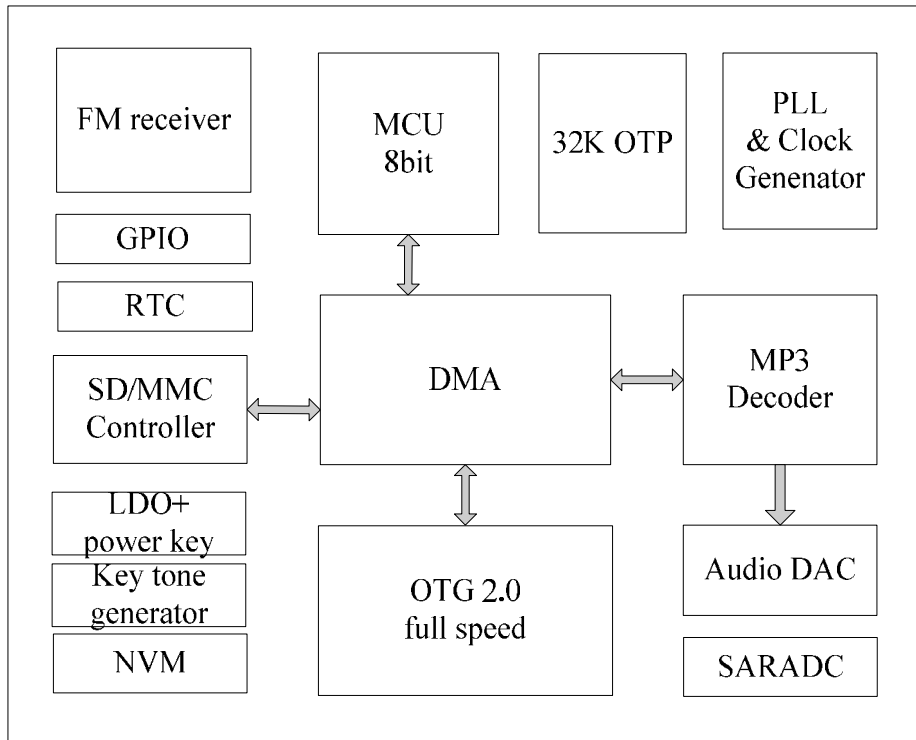 FM receiver
MCU
8bit
32K OTP
PLL
& Clock
Genenator
GPIO
RTC
SD/MMC
Controller
DMA
MP3
Decoder
LDO+
power key
Key tone
generator
NVM
OTG 2.0
full speed
Audio DAC
SARADC